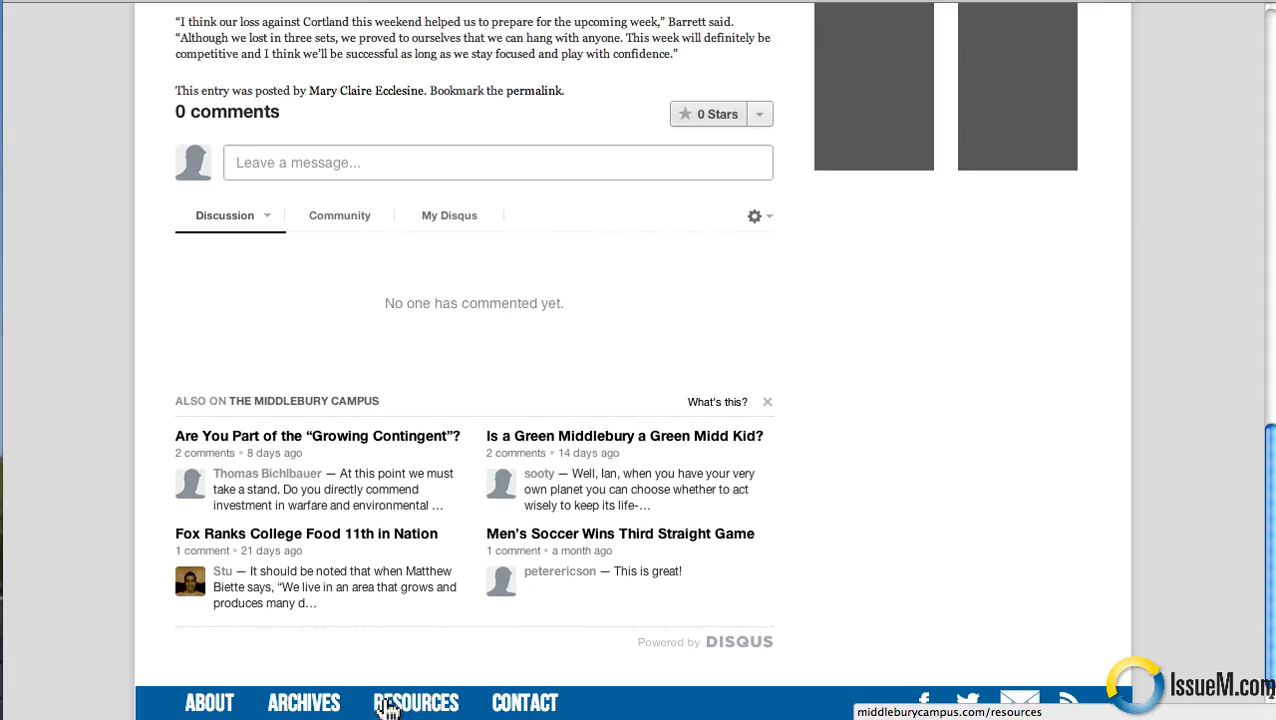 “I think our loss against Cortland this weekend helped us to prepare for the upcoming week,” Barrett said.
“Although we lost in three sets, we proved to ourselves that we can hang with anyone. This week will definitely be
competitive and I think we’ll be successful as long as we stay focused and play with confidence.”
This entry was posted by Mary Claire Ecclesine. Bookmark the permalink.
0 comments
0 Stars
Leave a message...
Discussion
Community
My Disqus
No one has commented yet.
ALSO ON THE MIDDLEBURY CAMPUS
What's this?
Are You Part of the “Growing Contingent”?
2 comments • 8 days ago
Thomas Bichlbauer — At this point we must
take a stand. Do you directly commend
investment in warfare and environmental …
Is a Green Middlebury a Green Midd Kid?
2 comments • 14 days ago
sooty — Well, Ian, when you have your very
own planet you can choose whether to act
wisely to keep its life-…
Fox Ranks College Food 11th in Nation
1 comment • 21 days ago
Stu — It should be noted that when Matthew
Biette says, “We live in an area that grows and
produces many d…
Men’s Soccer Wins Third Straight Game
1 comment • a month ago
peterericson — This is great!
Powered by DISQUS
ABOUT ARCHIVES RESOURCES CONTACT
IssueM.com
middleburycampus.com/resources